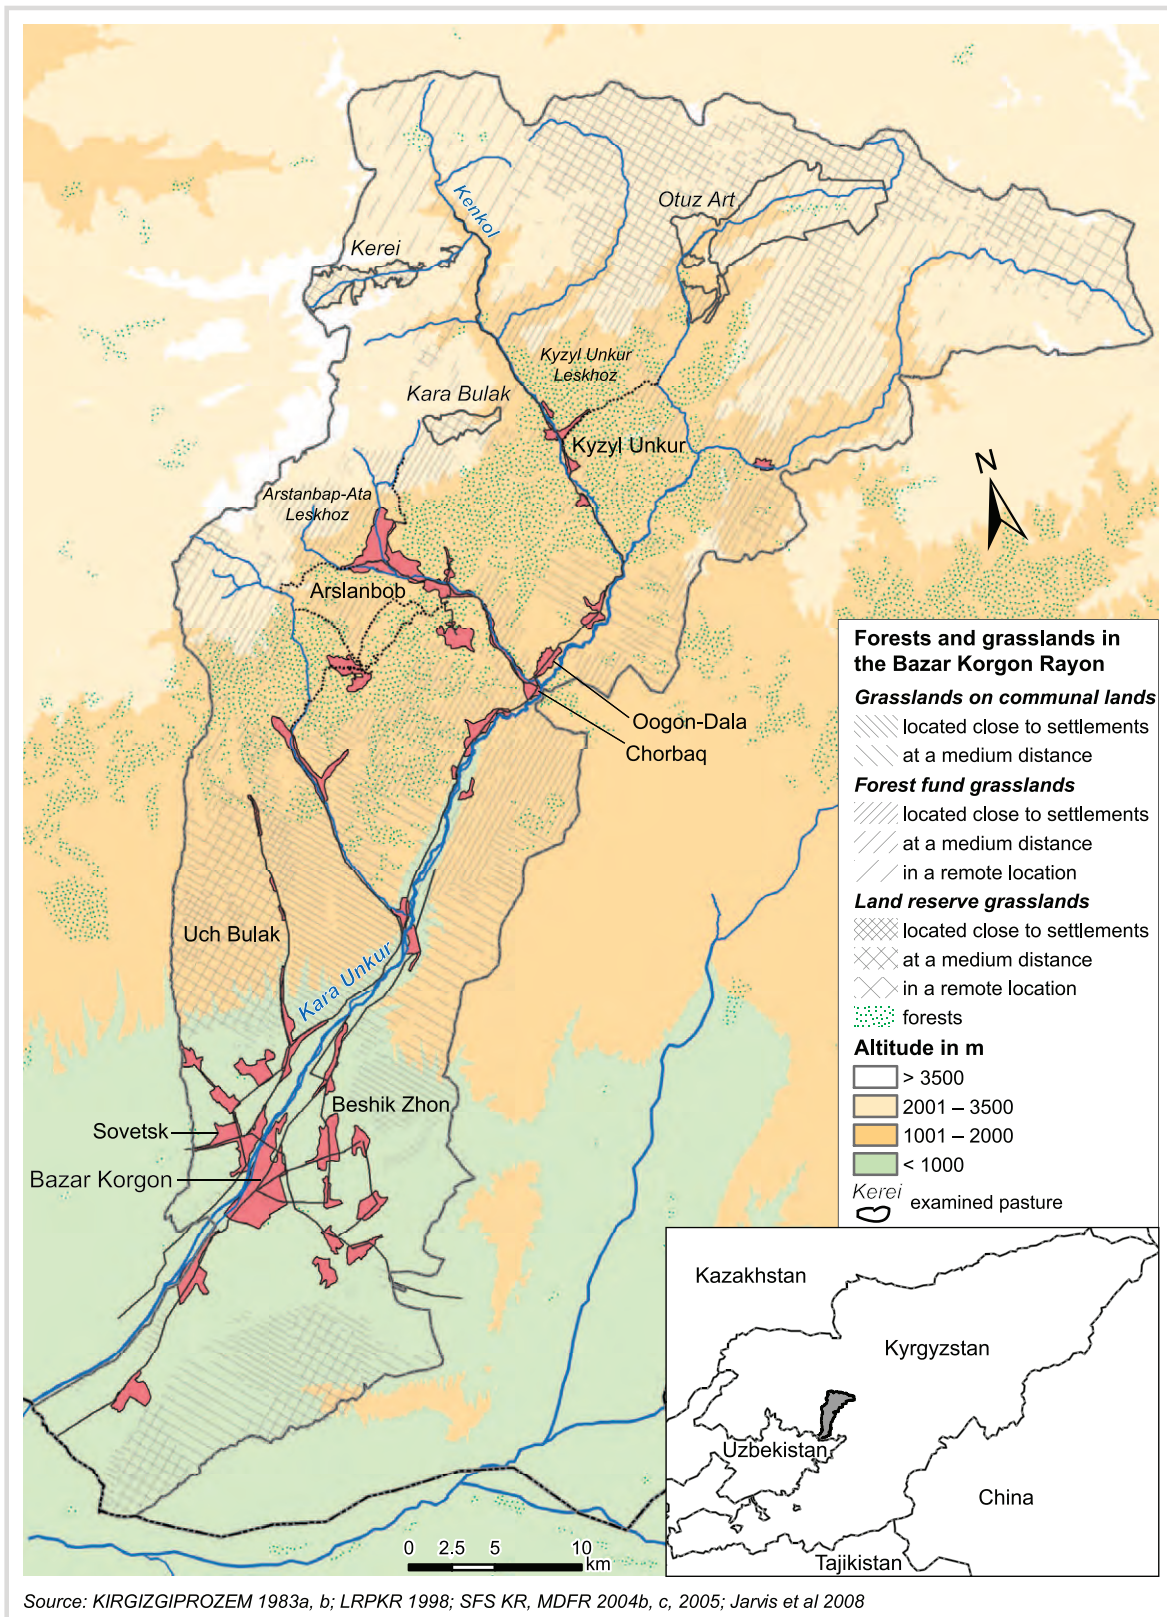 Otuz Art
Kenkol
Kerei
Kyzyl Unkur
Leskhoz
Kara Bulak
Kyzyl Unkur
Arstanbap-Ata
Leskhoz
N
Arslanbob
Oogon-Dala
Chorbaq
Uch Bulak
Kara Unkur
Beshik Zhon
Sovetsk
Bazar Korgon
Forests and grasslands in
the Bazar Korgon Rayon
Grasslands on communal lands
located close to settlements
at a medium distance
Forest fund grasslands
located close to settlements
at a medium distance
in a remote location
Land reserve grasslands
located close to settlements
at a medium distance
in a remote location
forests
Altitude in m
> 3500
2001 – 3500
1001 – 2000
< 1000
Kerei
examined pasture
Kazakhstan
Kyrgyzstan
Uzbekistan
China
Tajikistan
0 2.5 5 10
km
Source: KIRGIZGIPROZEM 1983a, b; LRPKR 1998; SFS KR, MDFR 2004b, c, 2005; Jarvis et al 2008